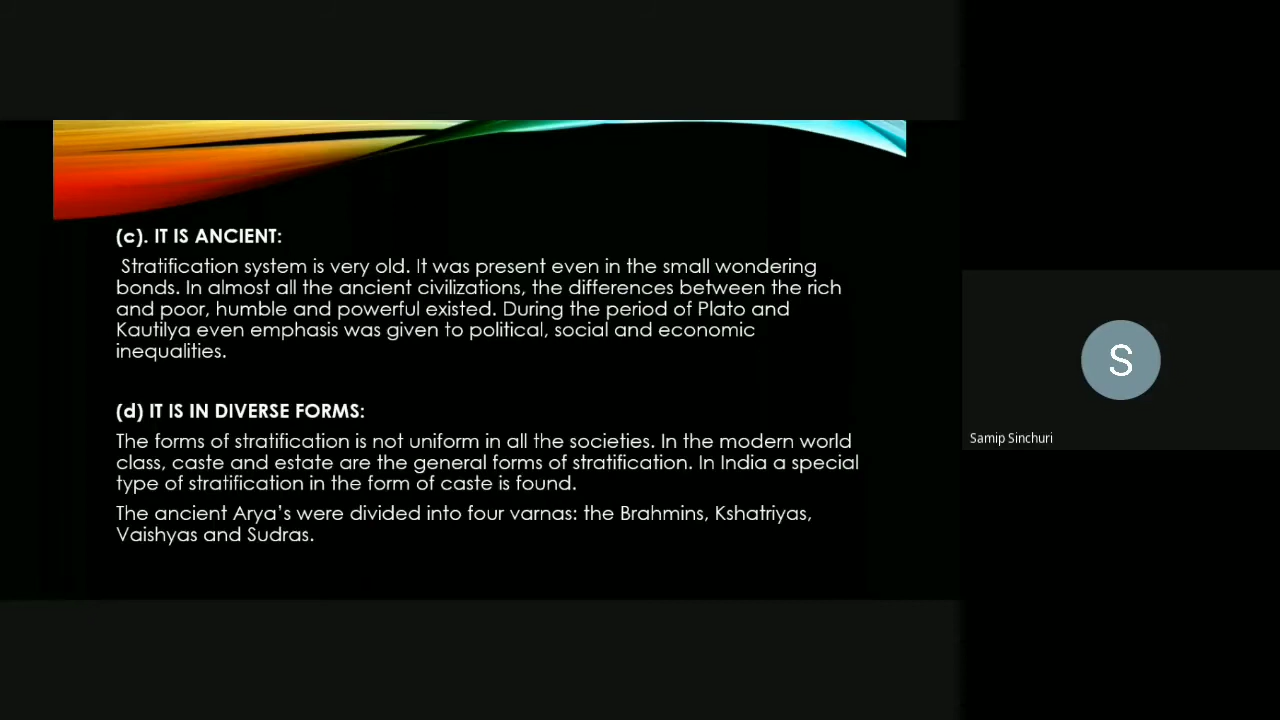 (c). IT IS ANCIENT:
Stratification system is very old. It was present even in the small wondering
bonds. In almost all the ancient civilizations, the differences between the rich
and poor, humble and powerful existed. During the period of Plato and
Kautilya even emphasis was given to political, social and economic
inequalities.
(d) IT IS IN DIVERSE FORMS:
The forms of stratification is not uniform in all the societies. In the modern world
class, caste and estate are the general forms of stratification. In India a special
type of stratification in the form of caste is found.
The ancient Arya’s were divided into four varnas: the Brahmins, Kshatriyas,
Vaishyas and Sudras.
S
Samip Sinchuri